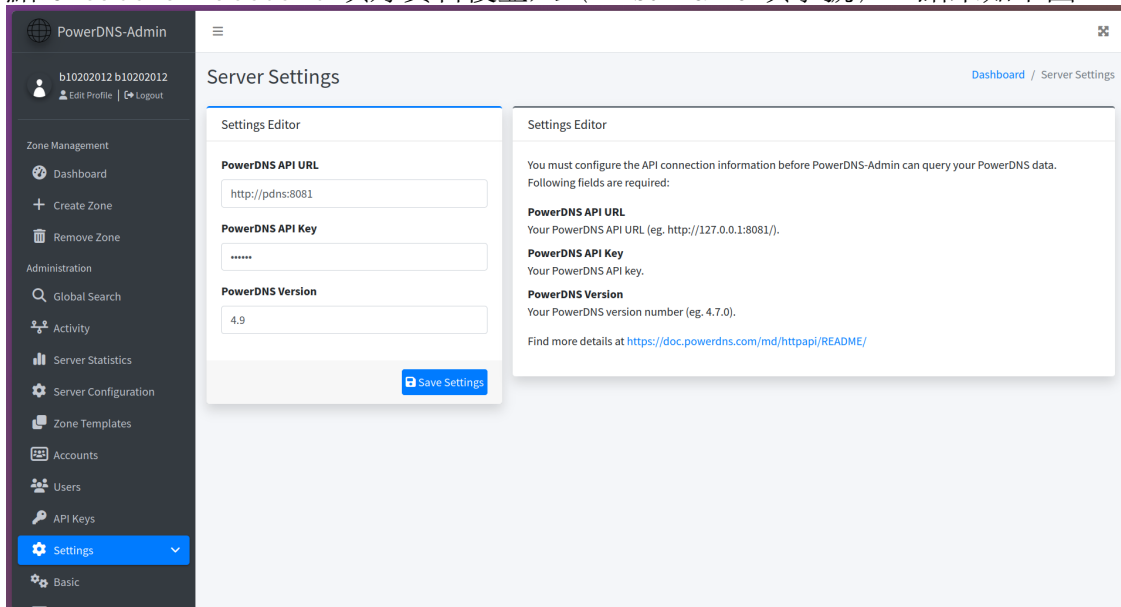 PowerDNS-Admin
b10202012 b10202012
Edit Profile | Logout
Zone Management
Dashboard
Create Zone
Remove Zone
Administration
Global Search
Activity
Server Statistics
Server Configuration
Zone Templates
Accounts
Users
API Keys
Settings
Basic
Server Settings
Dashboard / Server Settings
Settings Editor
PowerDNS API URL
http://pdns:8081
PowerDNS API Key
••••••
PowerDNS Version
4.9
Save Settings
Settings Editor
You must configure the API connection information before PowerDNS-Admin can query your PowerDNS data.
Following fields are required:
PowerDNS API URL
Your PowerDNS API URL (eg. http://127.0.0.1:8081/).
PowerDNS API Key
Your PowerDNS API key.
PowerDNS Version
Your PowerDNS version number (eg. 4.7.0).
Find more details at https://doc.powerdns.com/md/httpapi/README/